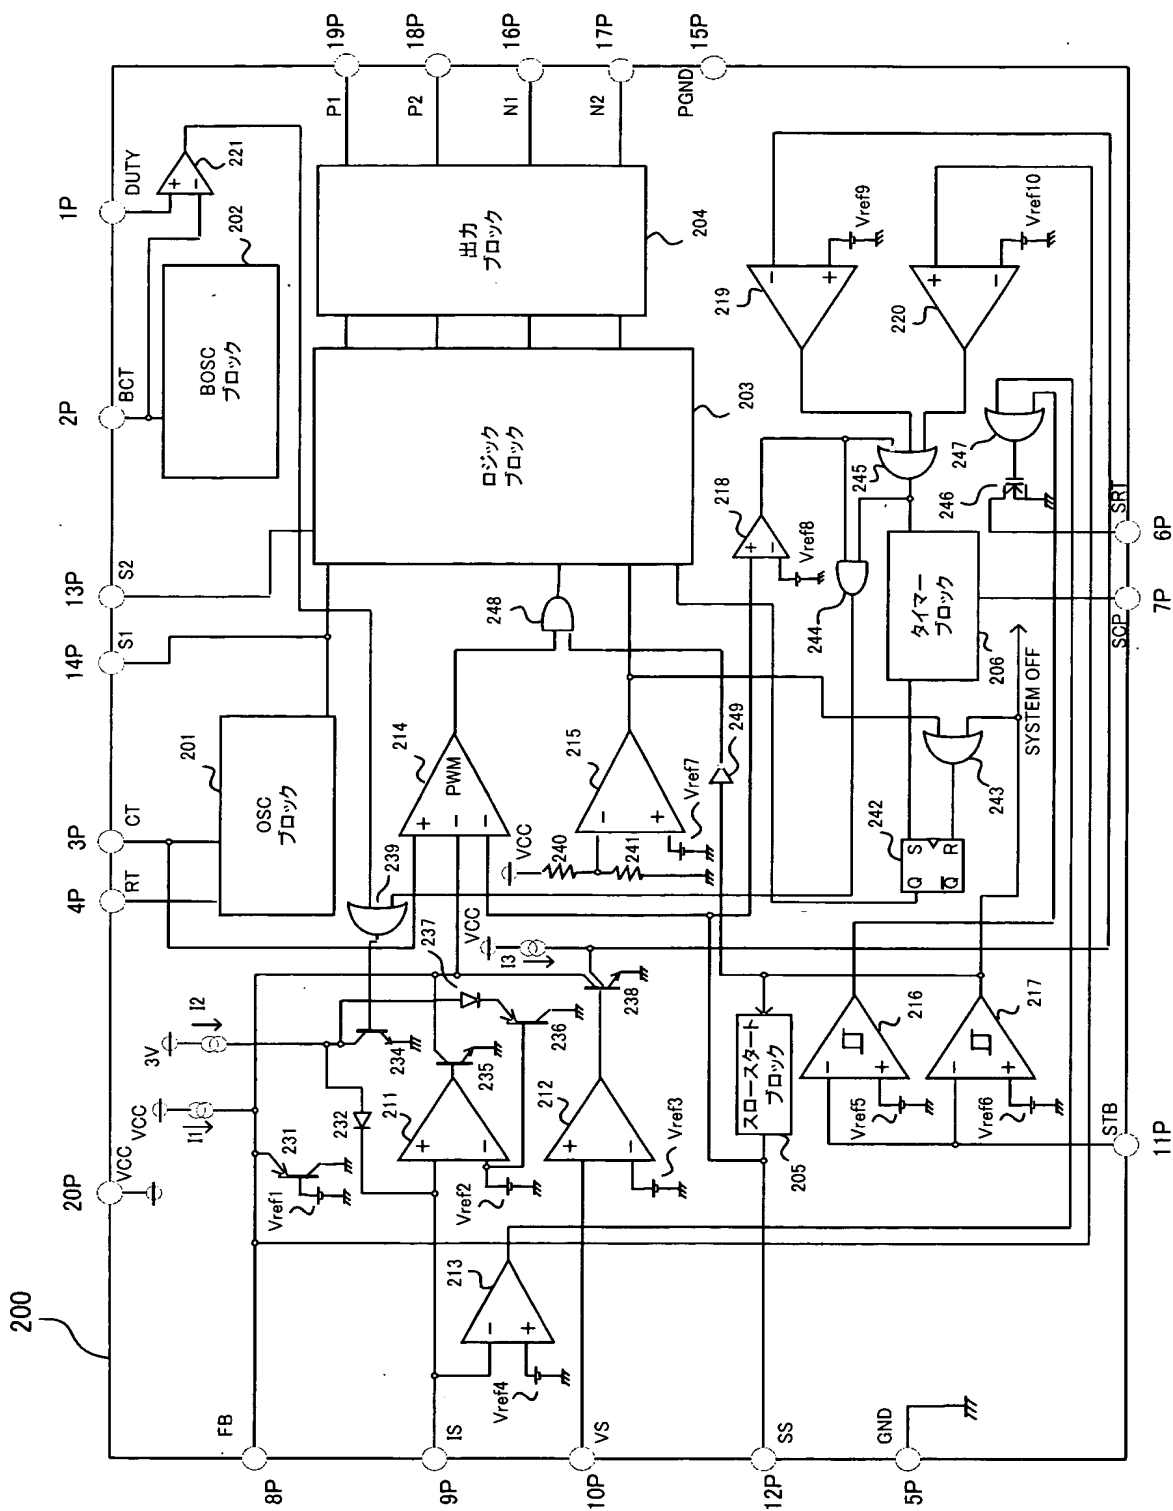 200
8P
FB
9P
IS
10P
VS
12P
SS
5P
GND
20P
VCC
4P
RT
3P
CT
14P
S1
13P
S2
2P
BCT
1P
DUTY
19P
P1
18P
P2
16P
N1
17P
N2
15P
PGND
11P
STB
7P
SCP
6P
SRT
VCC
I1
3V
I2
231
Vref1
232
234
237
236
239
235
211
Vref2
212
Vref3
238
VCC
I3
213
Vref4
スロースタート
ブロック
205
216
Vref5
217
Vref6
OSC
ブロック
201
PWM
214
VCC
240
241
215
Vref7
249
248
242
S
Q
R
Q
243
SYSTEM OFF
BOSC
ブロック
202
221
ロジック
ブロック
203
出力
ブロック
204
218
Vref8
244
245
タイマー
ブロック
206
246
247
219
Vref9
220
Vref10